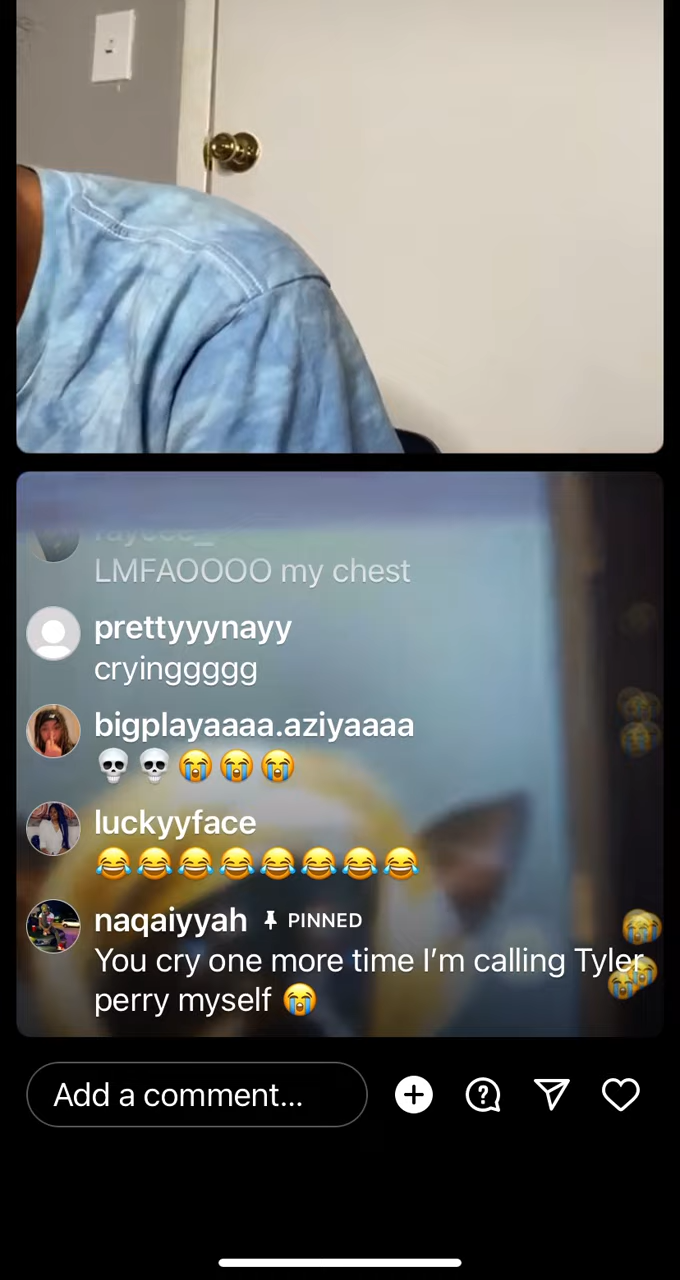 LMFAOOOO my chest
prettyyynayy
cryinggggg
bigplayaaaa.aziyaaaa
💀💀😭😭😭
luckyyface
😂😂😂😂😂😂😂😂
naqaiyyah PINNED
You cry one more time I’m calling Tyler
perry myself 😭
Add a comment...